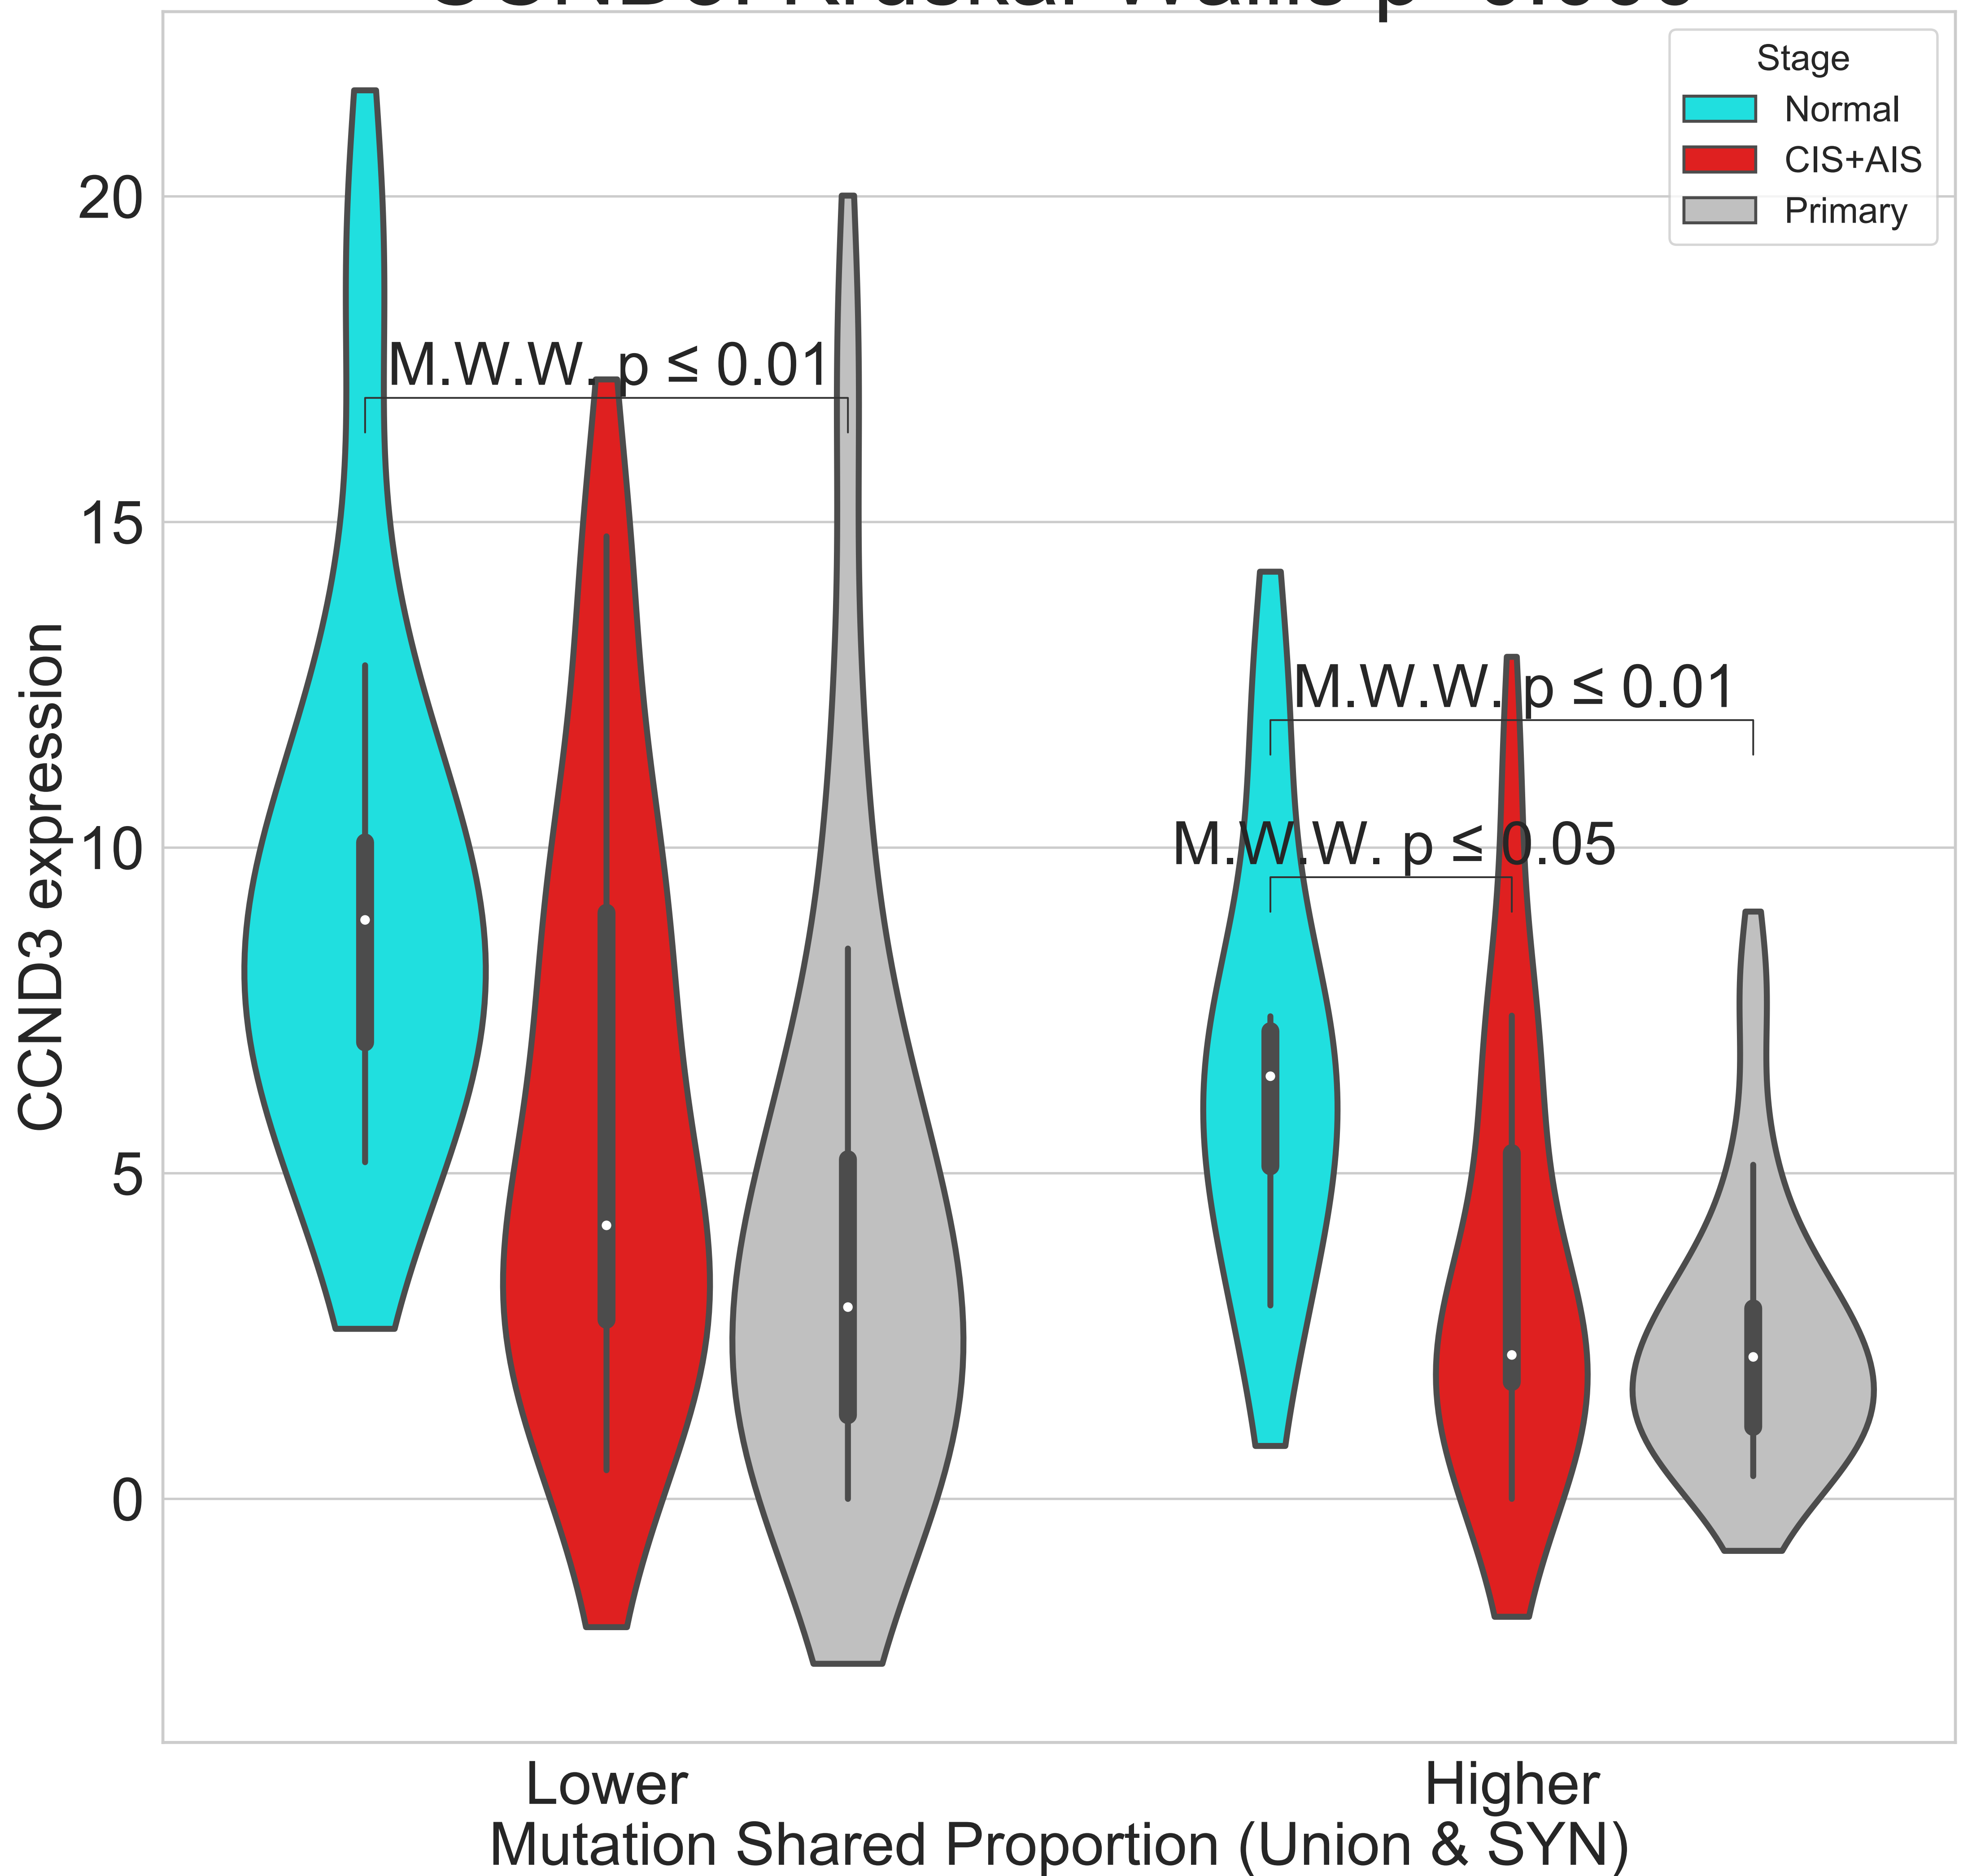 Stage
Normal
CIS+AIS
Primary
20
15
10
5
0
CCND3 expression
M.W.W. p ≤ 0.01
M.W.W. p ≤ 0.01
M.W.W. p ≤ 0.05
Lower
Higher
Mutation Shared Proportion (Union & SYN)